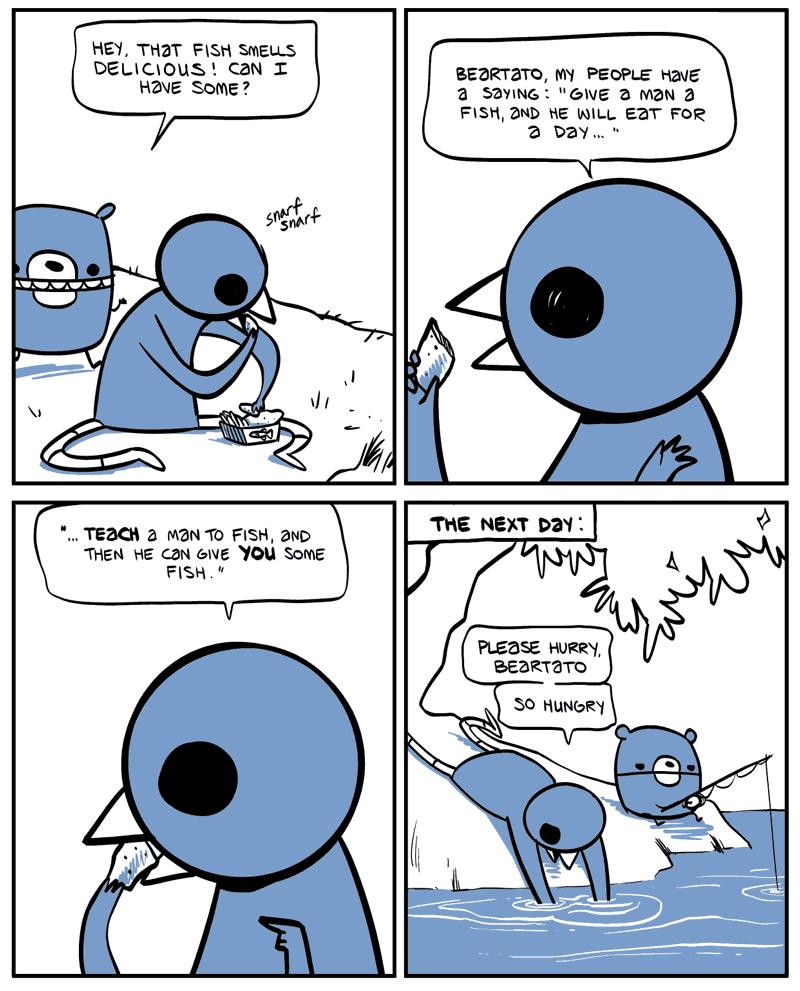 HEY, THAT FISH SMELLS
DELICIOUS! CAN I
HAVE SOME?
snarf
snarf
BEARTATO, MY PEOPLE HAVE
A SAYING: "GIVE A MAN A
FISH, AND HE WILL EAT FOR
A DAY... "
"... TEACH A MAN TO FISH, AND
THEN HE CAN GIVE YOU SOME
FISH."
THE NEXT DAY:
PLEASE HURRY,
BEARTATO
SO HUNGRY